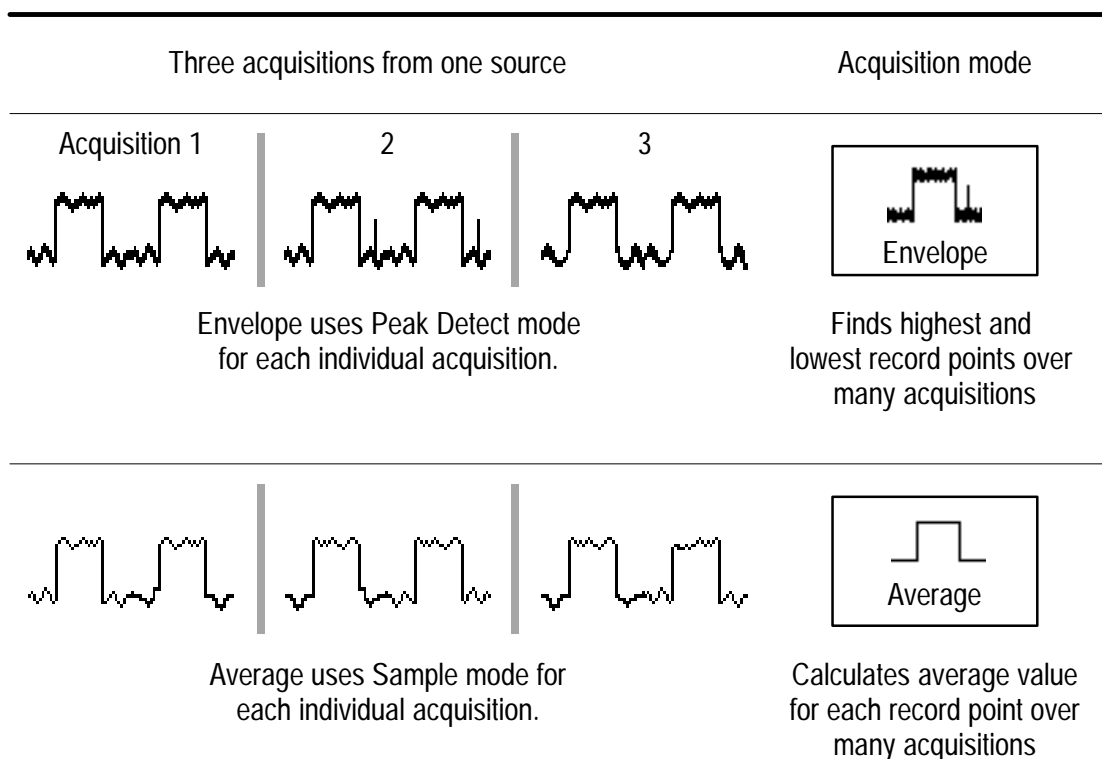 Three acquisitions from one source
Acquisition mode
Acquisition 1
2
3
Envelope
Envelope uses Peak Detect mode
for each individual acquisition.
Finds highest and
lowest record points over
many acquisitions
Average
Average uses Sample mode for
each individual acquisition.
Calculates average value
for each record point over
many acquisitions